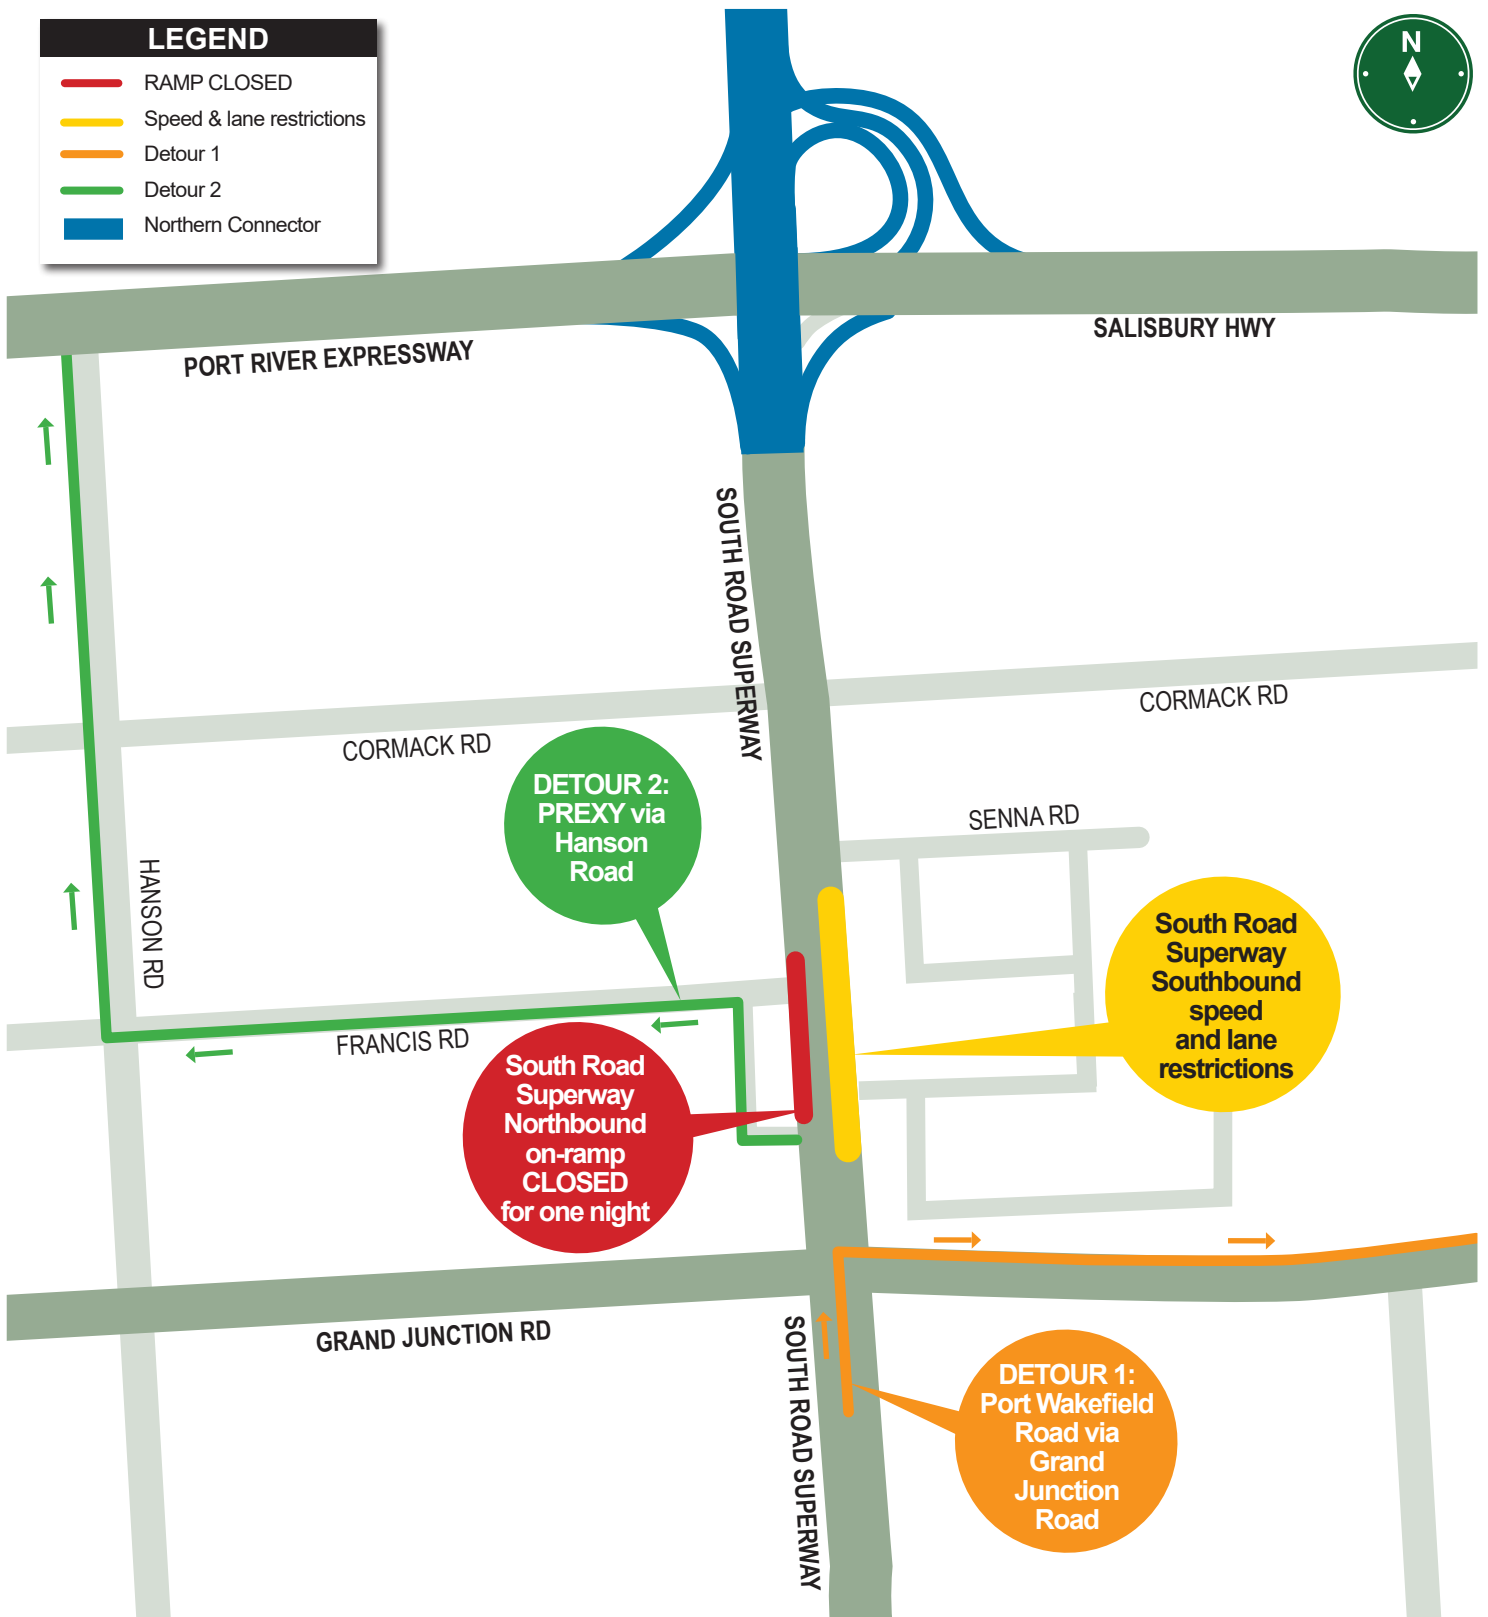 LEGEND
RAMP CLOSED
Speed & lane restrictions
Detour 1
Detour 2
Northern Connector
N
PORT RIVER EXPRESSWAY
SALISBURY HWY
SOUTH ROAD SUPERWAY
CORMACK RD
CORMACK RD
DETOUR 2:
PREXY via
Hanson
Road
SENNA RD
HANSON RD
South Road
Superway
Southbound
speed
and lane
restrictions
FRANCIS RD
South Road
Superway
Northbound
on-ramp
CLOSED
for one night
GRAND JUNCTION RD
SOUTH ROAD SUPERWAY
DETOUR 1:
Port Wakefield
Road via
Grand
Junction
Road